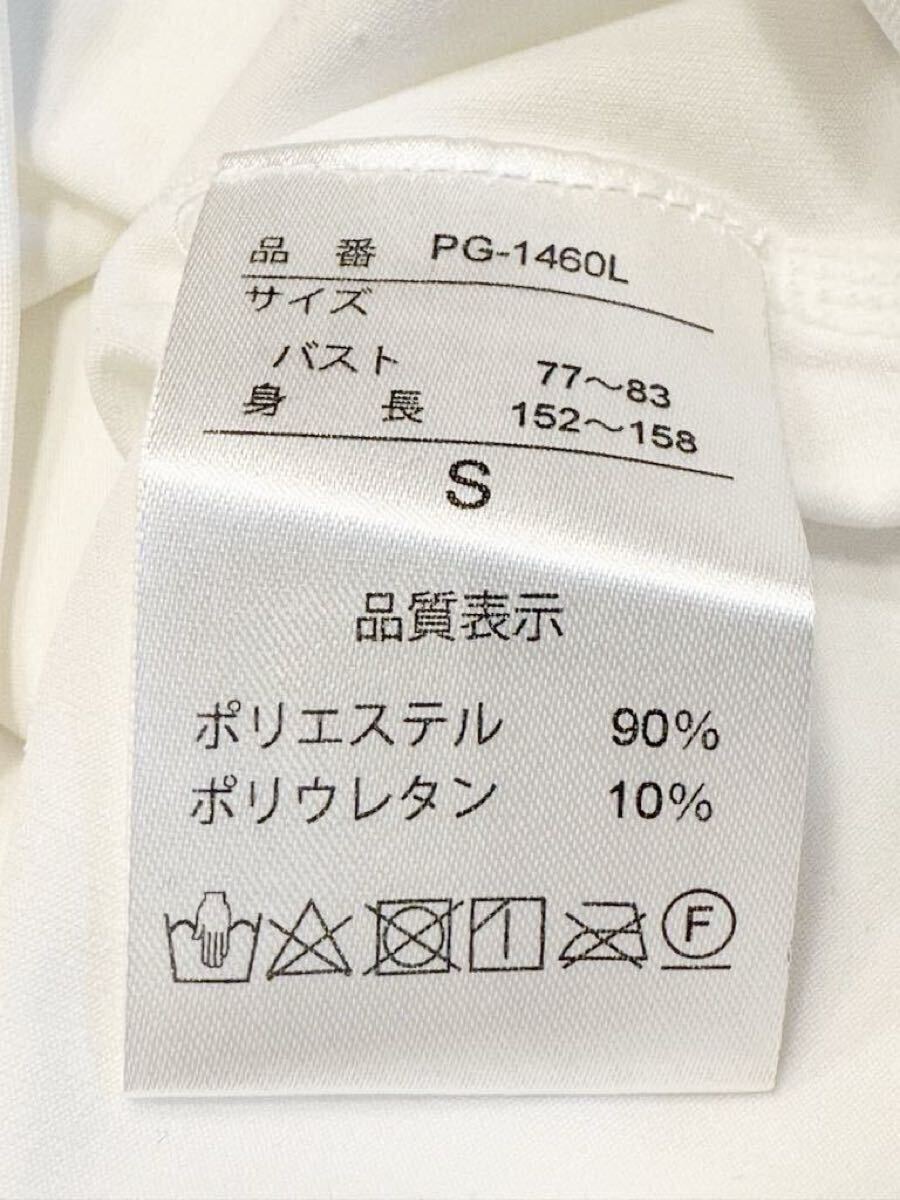 品 番 PG-1460L
サイズ
バスト 77～83
身 長 152～158
S
品質表示
ポリエステル 90%
ポリウレタン 10%
F